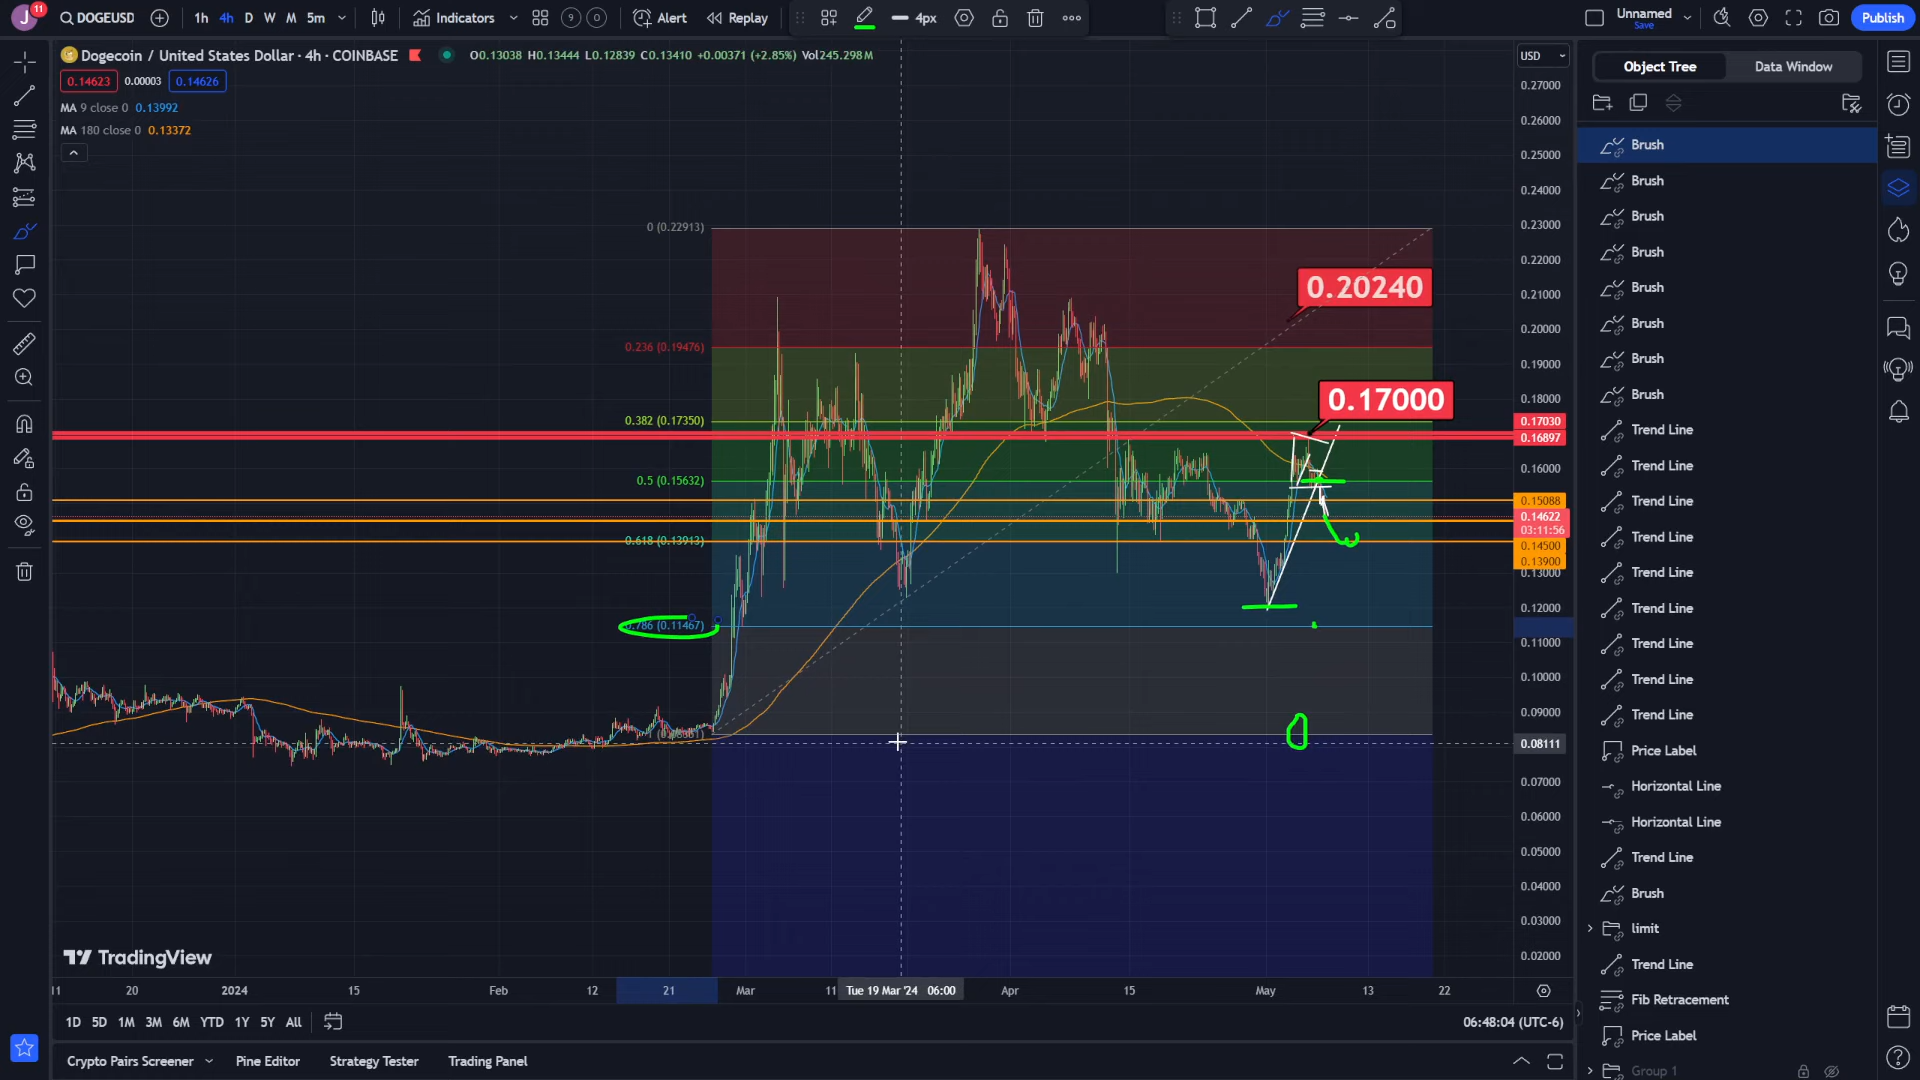 J 11 DOGEUSD 1h 4h D W M 5m Indicators 9 Alert Replay 4px Unnamed Save Publish
Dogecoin / United States Dollar · 4h · COINBASE O0.13038 H0.13444 L0.12839 C0.13410 +0.00371 (+2.85%) Vol245.298 M
0.14623 0.00003 0.14626
MA 9 close 0 0.13992
MA 180 close 0 0.13372
USD
0.27000
0.26000
0.25000
0.24000
0.23000
0.22000
0.21000
0.20000
0.19000
0.18000
0.17030
0.16897
0.16000
0.15088
0.14622
03:11:56
0.14500
0.13900
0.13000
0.12000
0.11000
0.10000
0.09000
0.08111
0.07000
0.06000
0.05000
0.04000
0.03000
0.02000
0 (0.22913)
0.236 (0.19476)
0.382 (0.17350)
0.5 (0.15632)
0.618 (0.13913)
0.786 (0.11467)
0.20240
0.17000
TradingView
11 20 2024 15 Feb 12 21 Mar 11 Tue 19 Mar '24 06:00 Apr 15 May 13 22
1D 5D 1M 3M 6M YTD 1Y 5Y All 06:48:04 (UTC-6)
Crypto Pairs Screener Pine Editor Strategy Tester Trading Panel
Object Tree Data Window
Brush
Brush
Brush
Brush
Brush
Brush
Brush
Brush
Trend Line
Trend Line
Trend Line
Trend Line
Trend Line
Trend Line
Trend Line
Trend Line
Trend Line
Price Label
Horizontal Line
Horizontal Line
Trend Line
Brush
limit
Trend Line
Fib Retracement
Price Label
Group 1